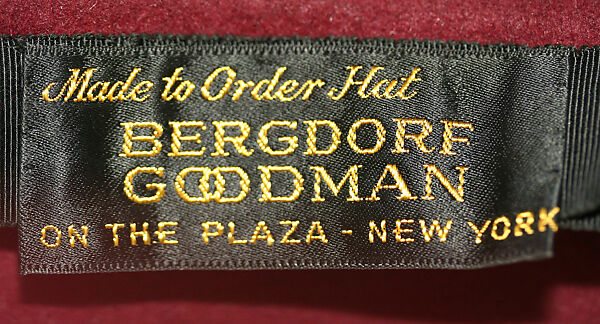 Made to Order Hat
BERGDORF
GOODMAN
ON THE PLAZA - NEW YORK